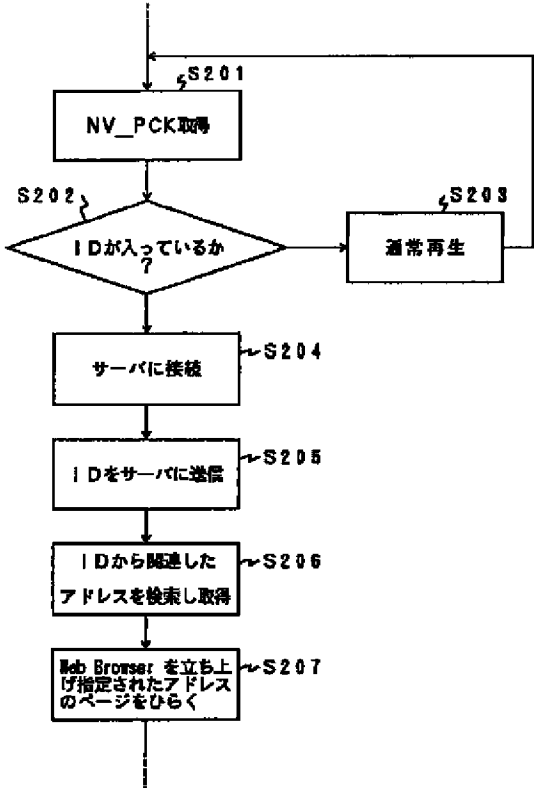 S201
NV_PCK取得
S202
IDが入っているか
?
S203
通常再生
サーバに接続
S204
IDをサーバに送信
S205
IDから関連した
アドレスを検索し取得
S206
Web Browser を立ち上
げ指定されたアドレス
のページをひらく
S207